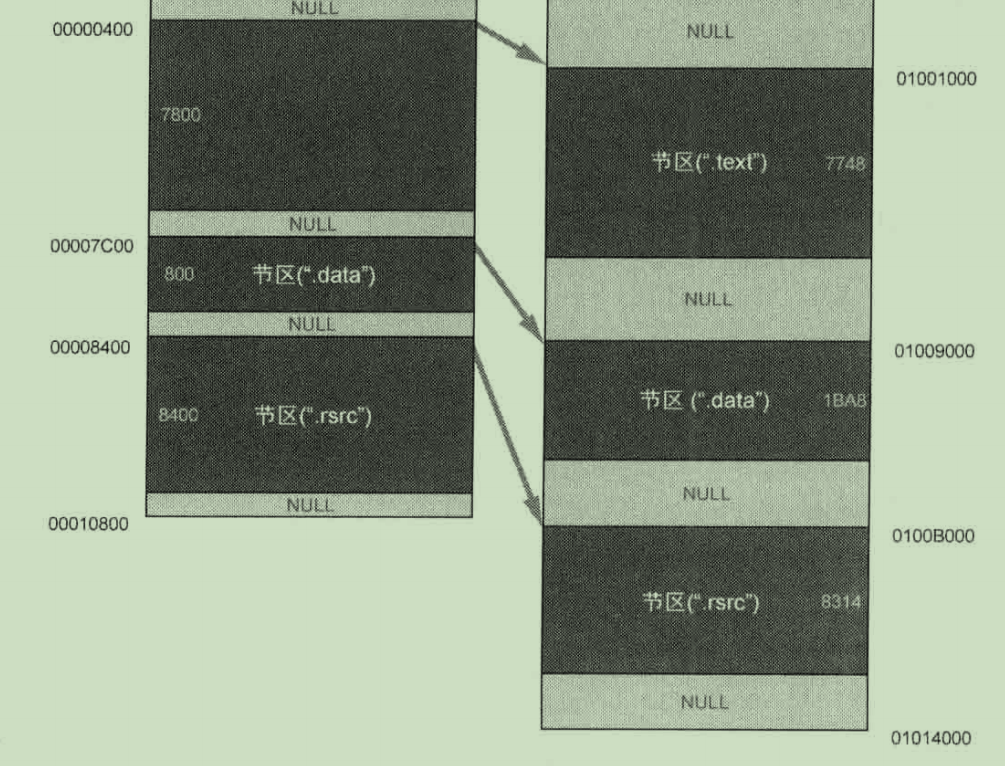 NULL
00000400
7800
NULL
00007C00
800 节区(“.data”)
NULL
00008400
8400 节区(“.rsrc”)
NULL
00010800
NULL
01001000
节区(“.text”) 7748
NULL
01009000
节区 (“.data”) 1BA8
NULL
0100B000
节区(“.rsrc”) 8314
NULL
01014000